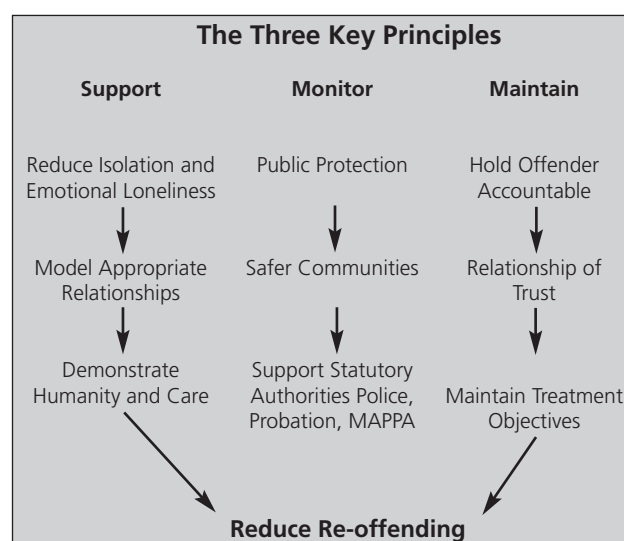 The Three Key Principles
Support
Monitor
Maintain
Reduce Isolation and
Emotional Loneliness
Public Protection
Hold Offender
Accountable
Model Appropriate
Relationships
Safer Communities
Relationship of
Trust
Demonstrate
Humanity and Care
Support Statutory
Authorities Police,
Probation, MAPPA
Maintain Treatment
Objectives
Reduce Re-offending